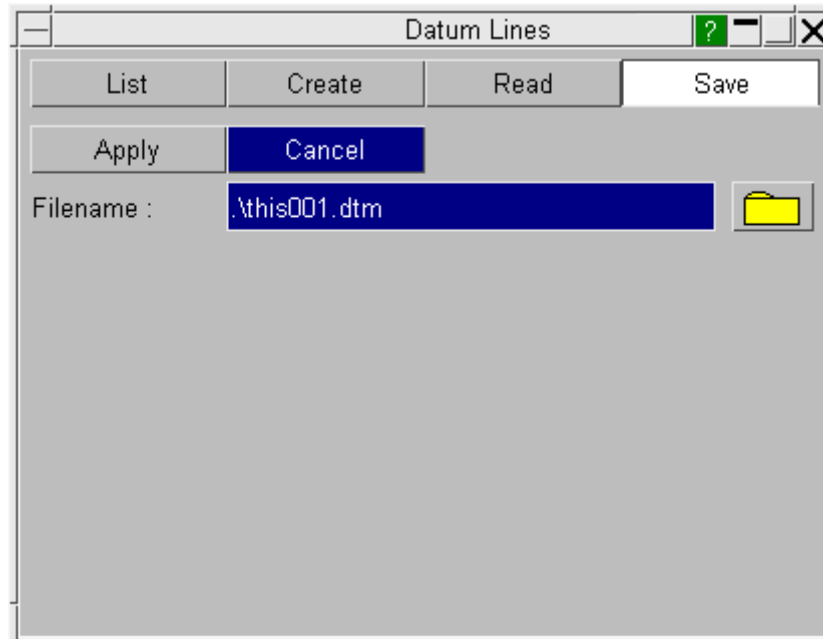 Datum Lines ?
List Create Read Save
Apply Cancel
Filename : .\this001.dtm